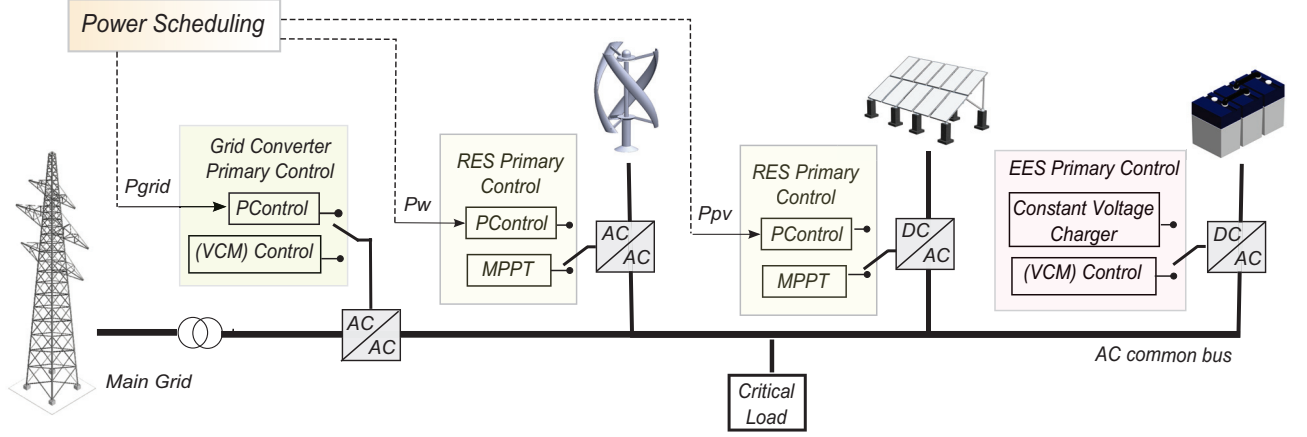 Power Scheduling
Grid Converter
Primary Control
Pgrid
PControl
(VCM) Control
RES Primary
Control
Pw
PControl
MPPT
AC
AC
RES Primary
Control
Ppv
PControl
MPPT
DC
AC
EES Primary Control
Constant Voltage
Charger
(VCM) Control
DC
AC
AC
AC
Main Grid
AC common bus
Critical
Load